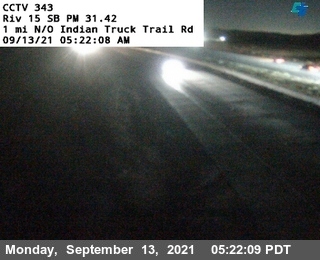 CCTV 343
Riv 15 SB PM 31.42
1 mi N/O Indian Truck Trail Rd
09/13/21 05:22:08 AM
Monday, September 13, 2021 05:22:09 PDT